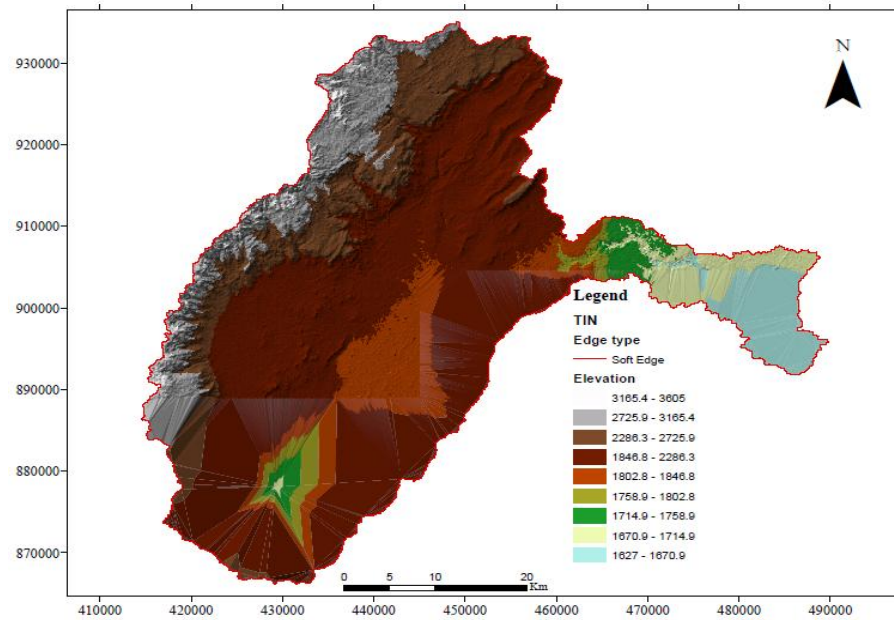 N
930000
920000
910000
900000
890000
880000
870000
Legend
TIN
Edge type
Soft Edge
Elevation
3165.4 - 3605
2725.9 - 3165.4
2286.3 - 2725.9
1846.8 - 2286.3
1802.8 - 1846.8
1758.9 - 1802.8
1714.9 - 1758.9
1670.9 - 1714.9
1627 - 1670.9
0 5 10 20
Km
410000 420000 430000 440000 450000 460000 470000 480000 490000